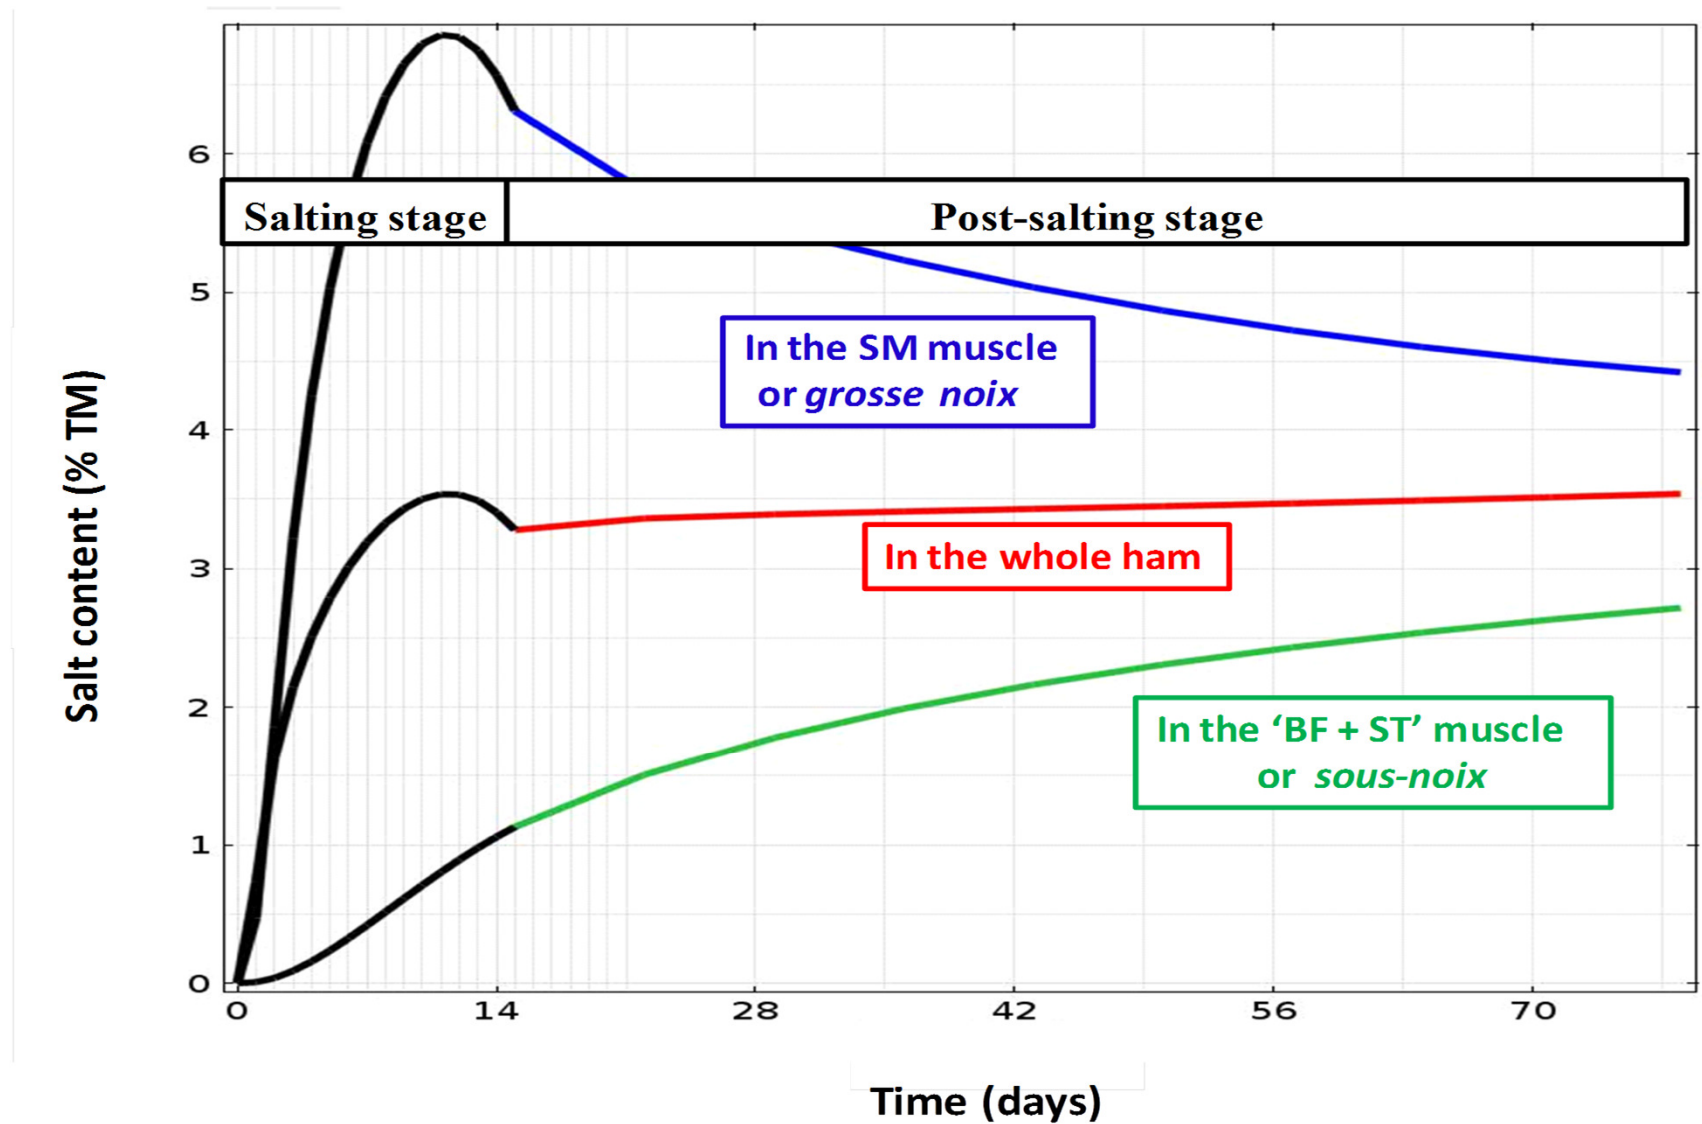 Salt content (% TM)
6
5
4
3
2
1
0
Salting stage
Post-salting stage
In the SM muscle
or grosse noix
In the whole ham
In the ‘BF + ST’ muscle
or sous-noix
0 14 28 42 56 70
Time (days)